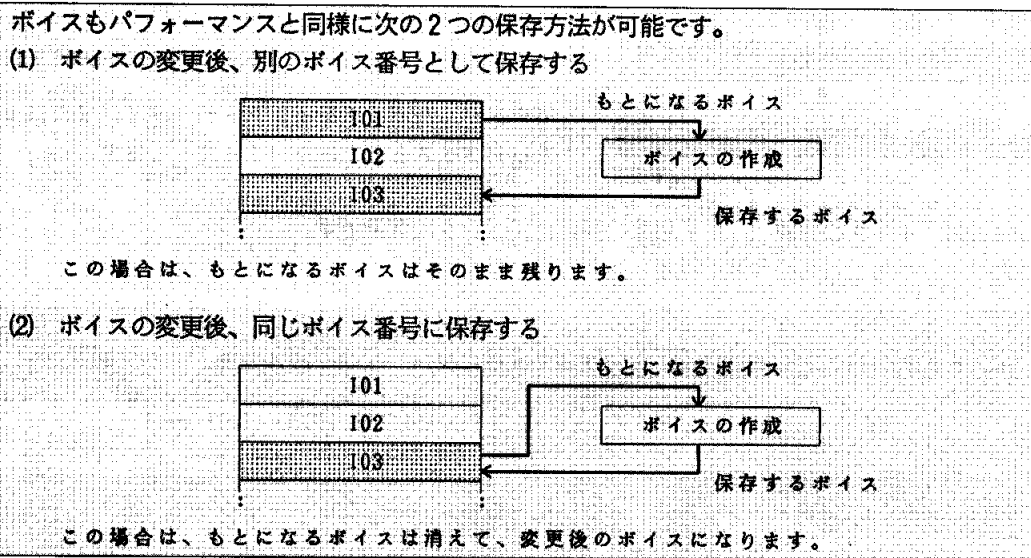 ボイスもパフォーマンスと同様に次の2つの保存方法が可能です。
(1) ボイスの変更後、別のボイス番号として保存する
もとになるボイス
I01
I02
ボイスの作成
I03
保存するボイス
この場合は、もとになるボイスはそのまま残ります。
(2) ボイスの変更後、同じボイス番号に保存する
もとになるボイス
I01
I02
ボイスの作成
I03
保存するボイス
この場合は、もとになるボイスは消えて、変更後のボイスになります。